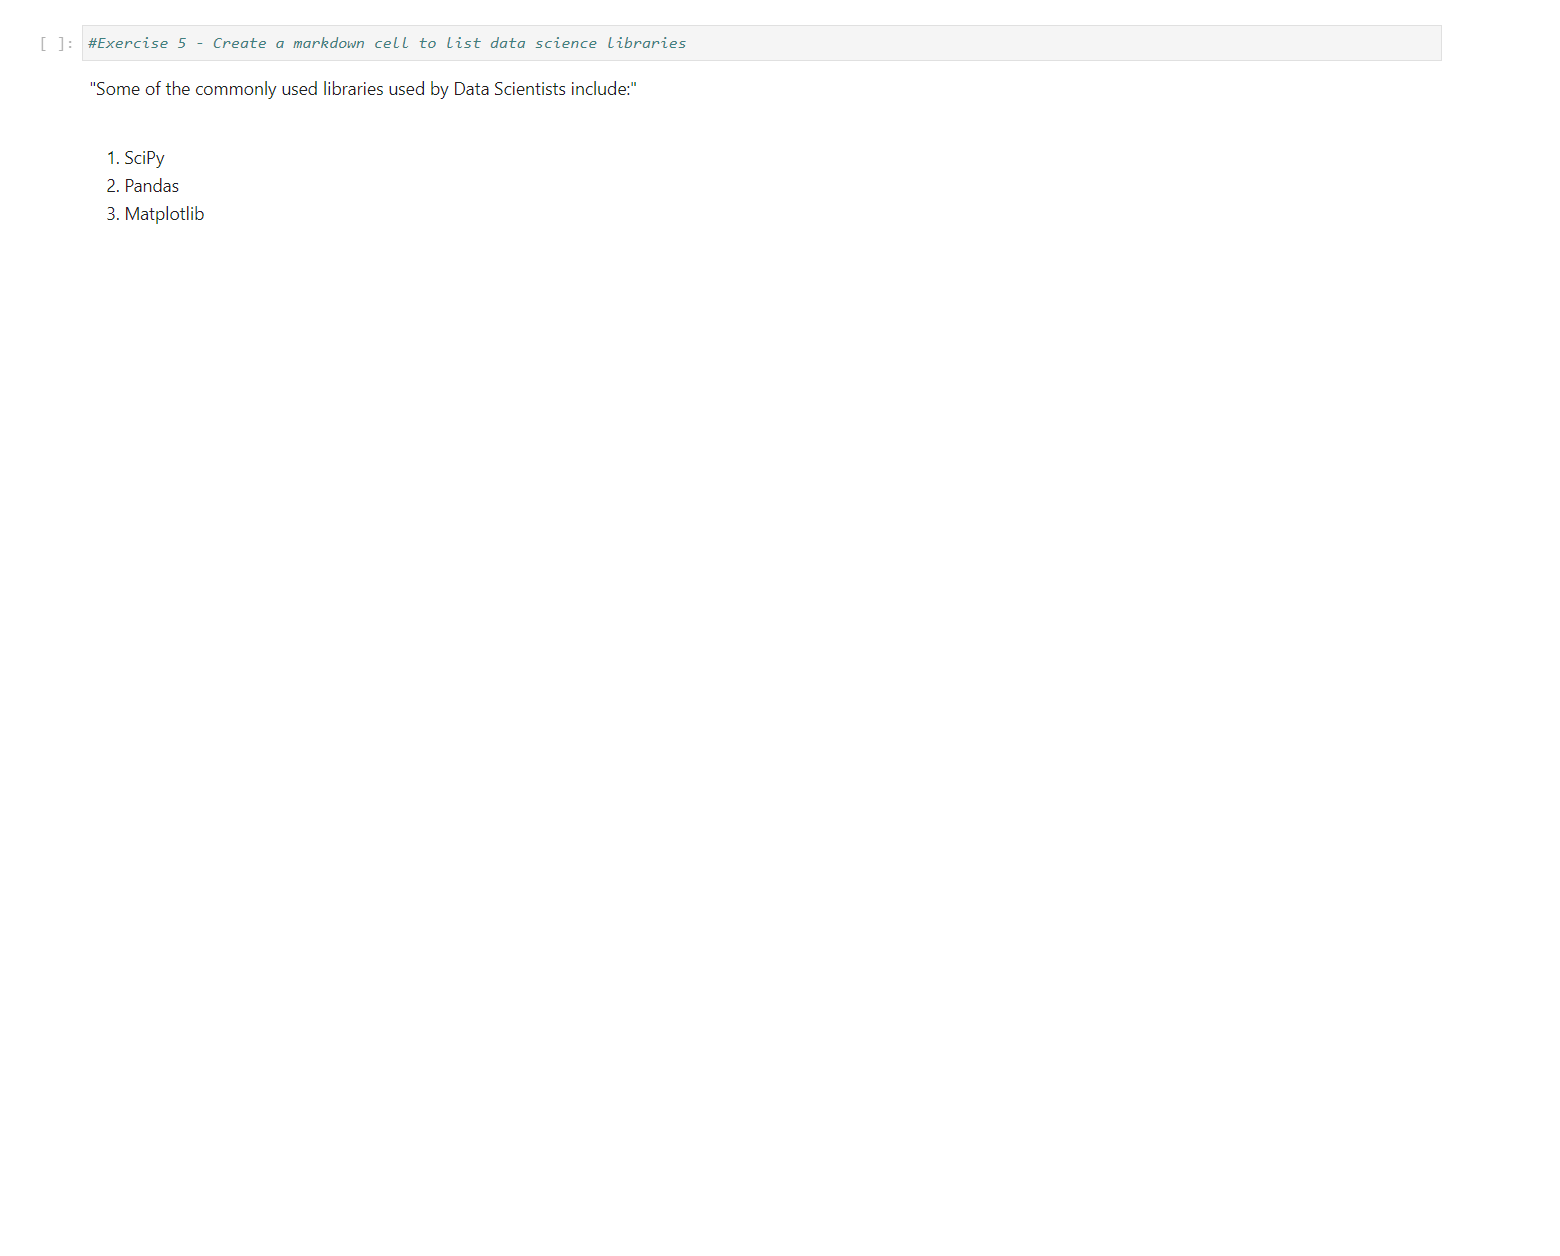 [ ]: #Exercise 5 - Create a markdown cell to list data science libraries
"Some of the commonly used libraries used by Data Scientists include:"
1. SciPy
2. Pandas
3. Matplotlib